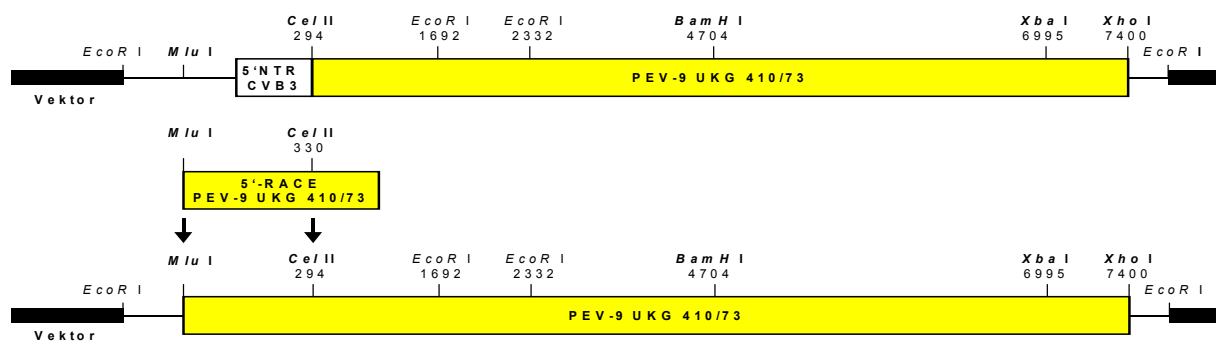 Cel II EcoR I EcoR I BamH I Xba I Xho I
294 1692 2332 4704 6995 7400
EcoR I Mlu I EcoR I
5‘NTR
CVB3
PEV-9 UKG 410/73
Vektor
Mlu I Cel II
330
5‘-RACE
PEV-9 UKG 410/73
Mlu I Cel II EcoR I EcoR I BamH I Xba I Xho I
294 1692 2332 4704 6995 7400
EcoR I EcoR I
PEV-9 UKG 410/73
Vektor